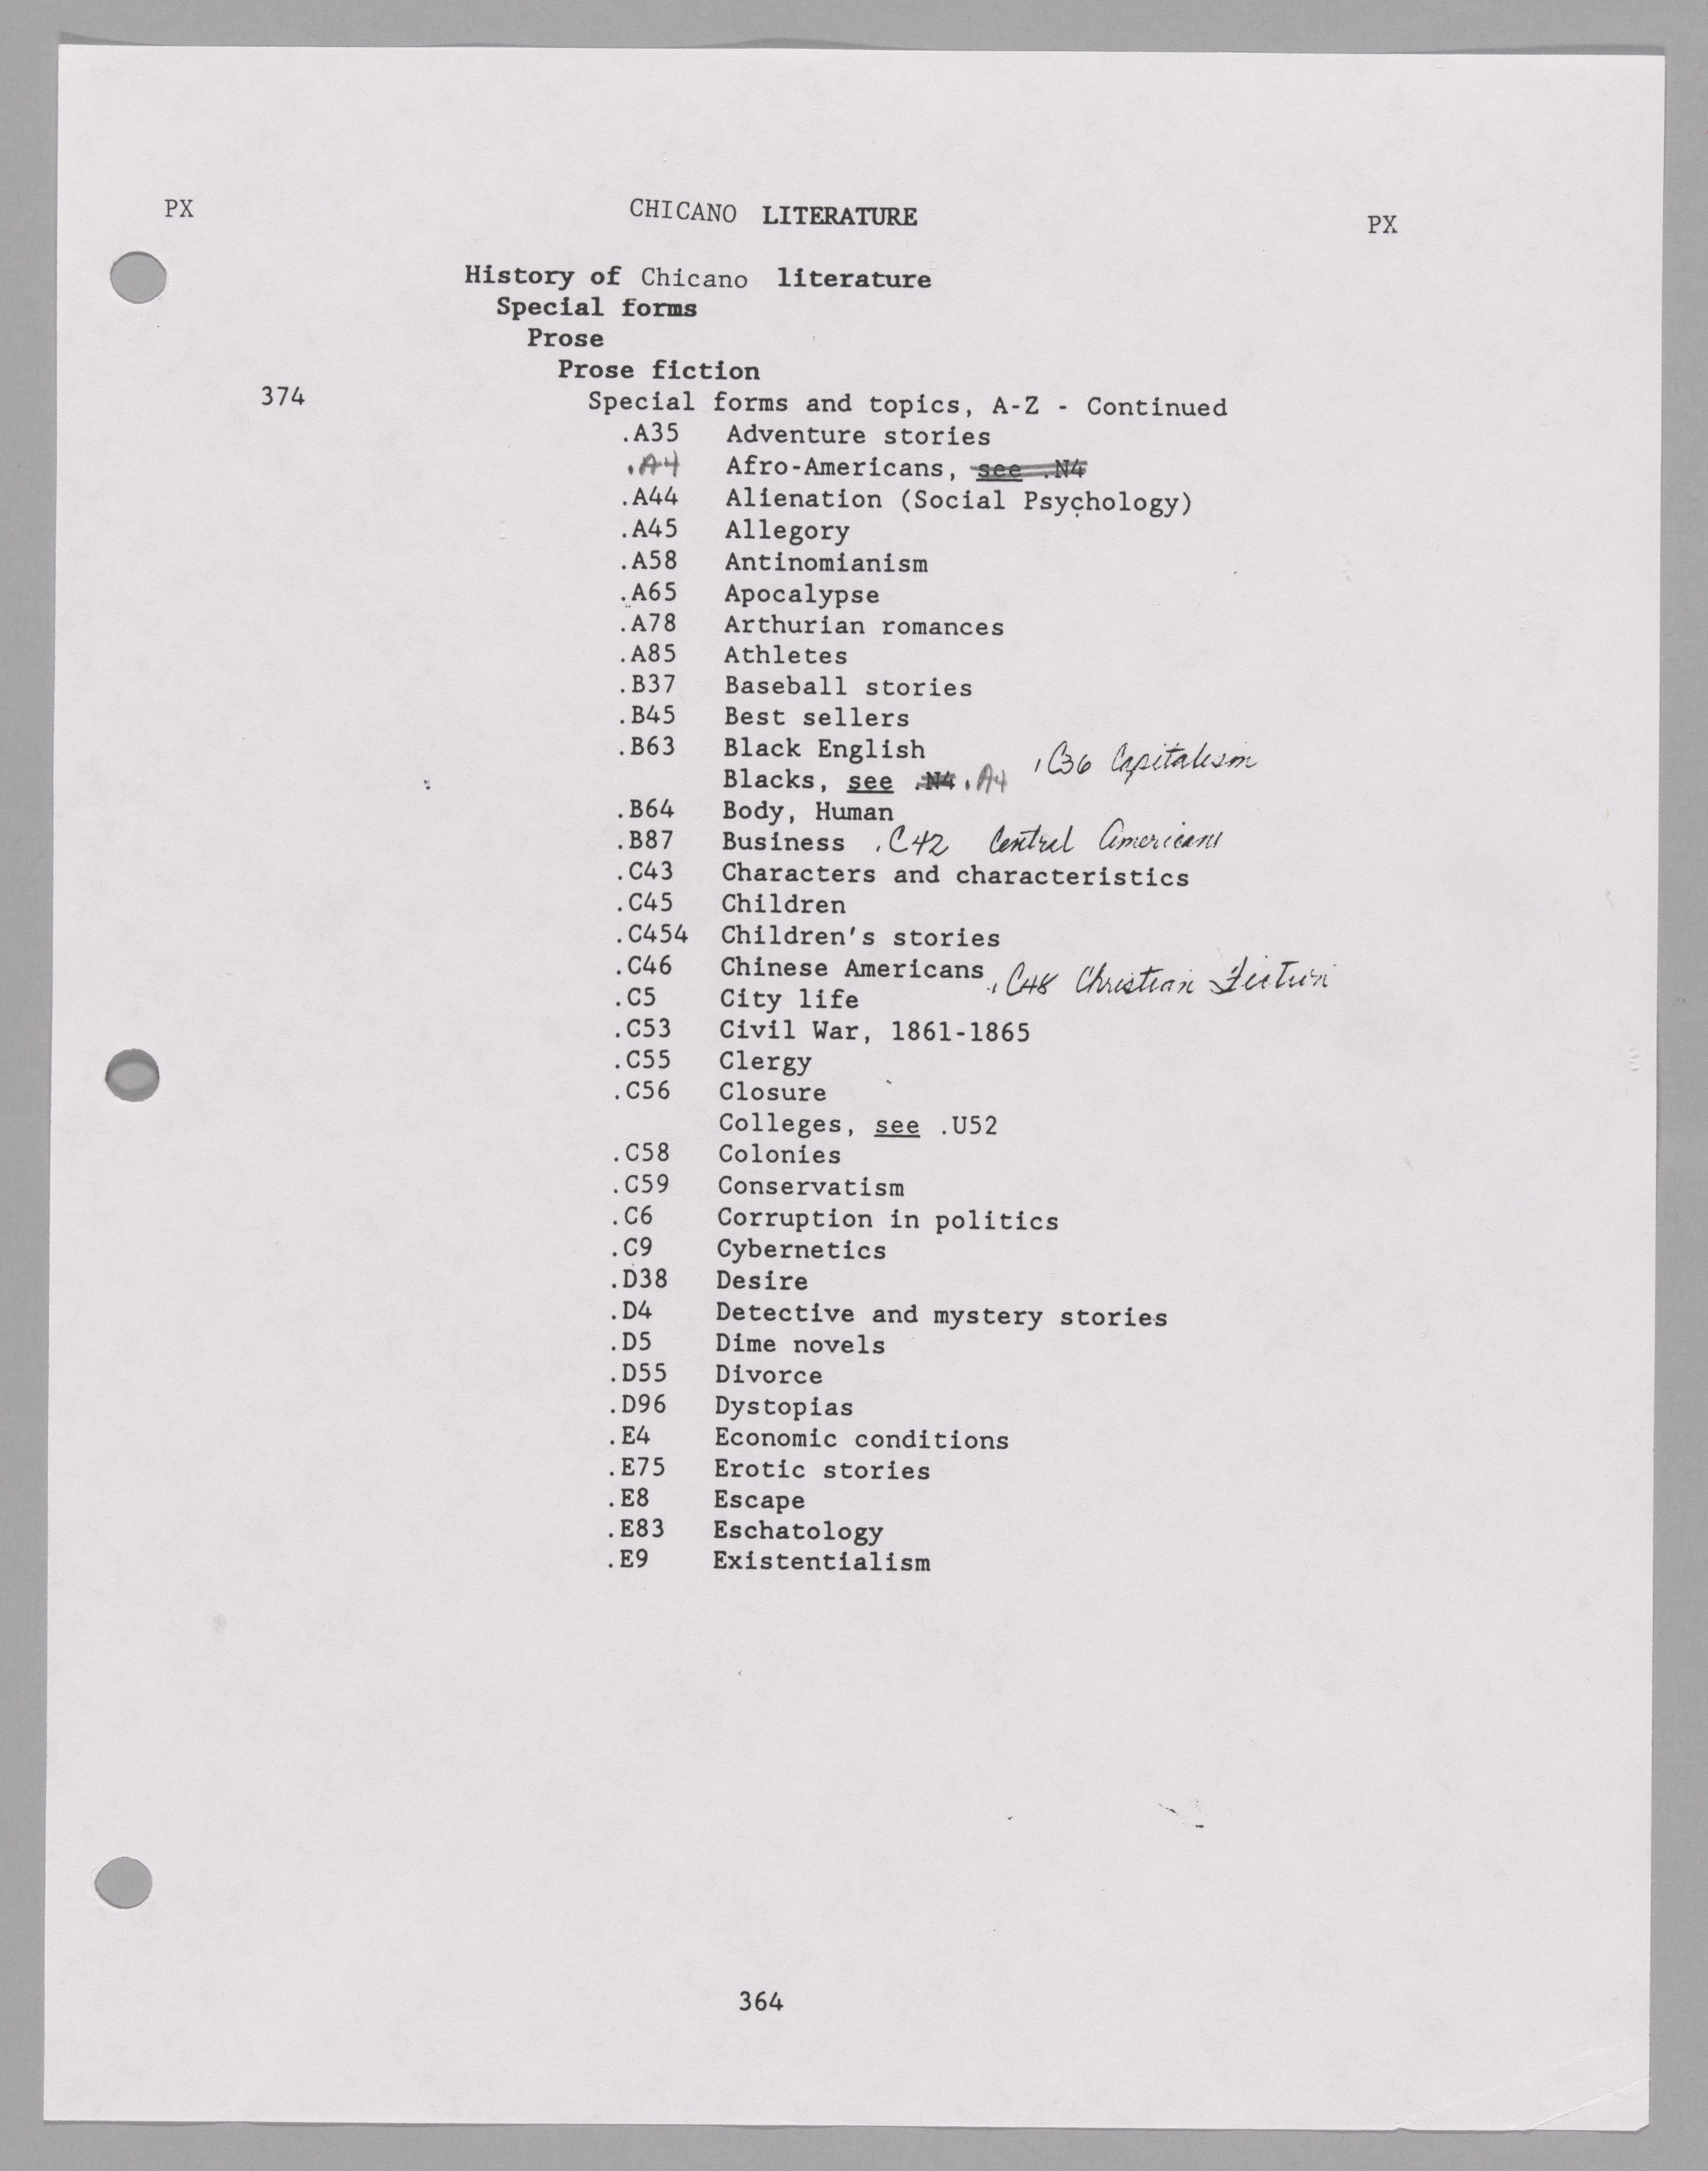 PX CHICANO LITERATURE PX
History of Chicano literature
Special forms
Prose
Prose fiction
374 Special forms and topics, A-Z - Continued
.A35 Adventure stories
.A4 Afro-Americans, see .N4
.A44 Alienation (Social Psychology)
.A45 Allegory
.A58 Antinomianism
.A65 Apocalypse
.A78 Arthurian romances
.A85 Athletes
.B37 Baseball stories
.B45 Best sellers
.B63 Black English
.C36 Capitalism
Blacks, see .N4 .A4
.B64 Body, Human
.B87 Business .C42 Central Americans
.C43 Characters and characteristics
.C45 Children
.C454 Children's stories
.C46 Chinese Americans
.C48 Christian Fiction
.C5 City life
.C53 Civil War, 1861-1865
.C55 Clergy
.C56 Closure
Colleges, see .U52
.C58 Colonies
.C59 Conservatism
.C6 Corruption in politics
.C9 Cybernetics
.D38 Desire
.D4 Detective and mystery stories
.D5 Dime novels
.D55 Divorce
.D96 Dystopias
.E4 Economic conditions
.E75 Erotic stories
.E8 Escape
.E83 Eschatology
.E9 Existentialism
364